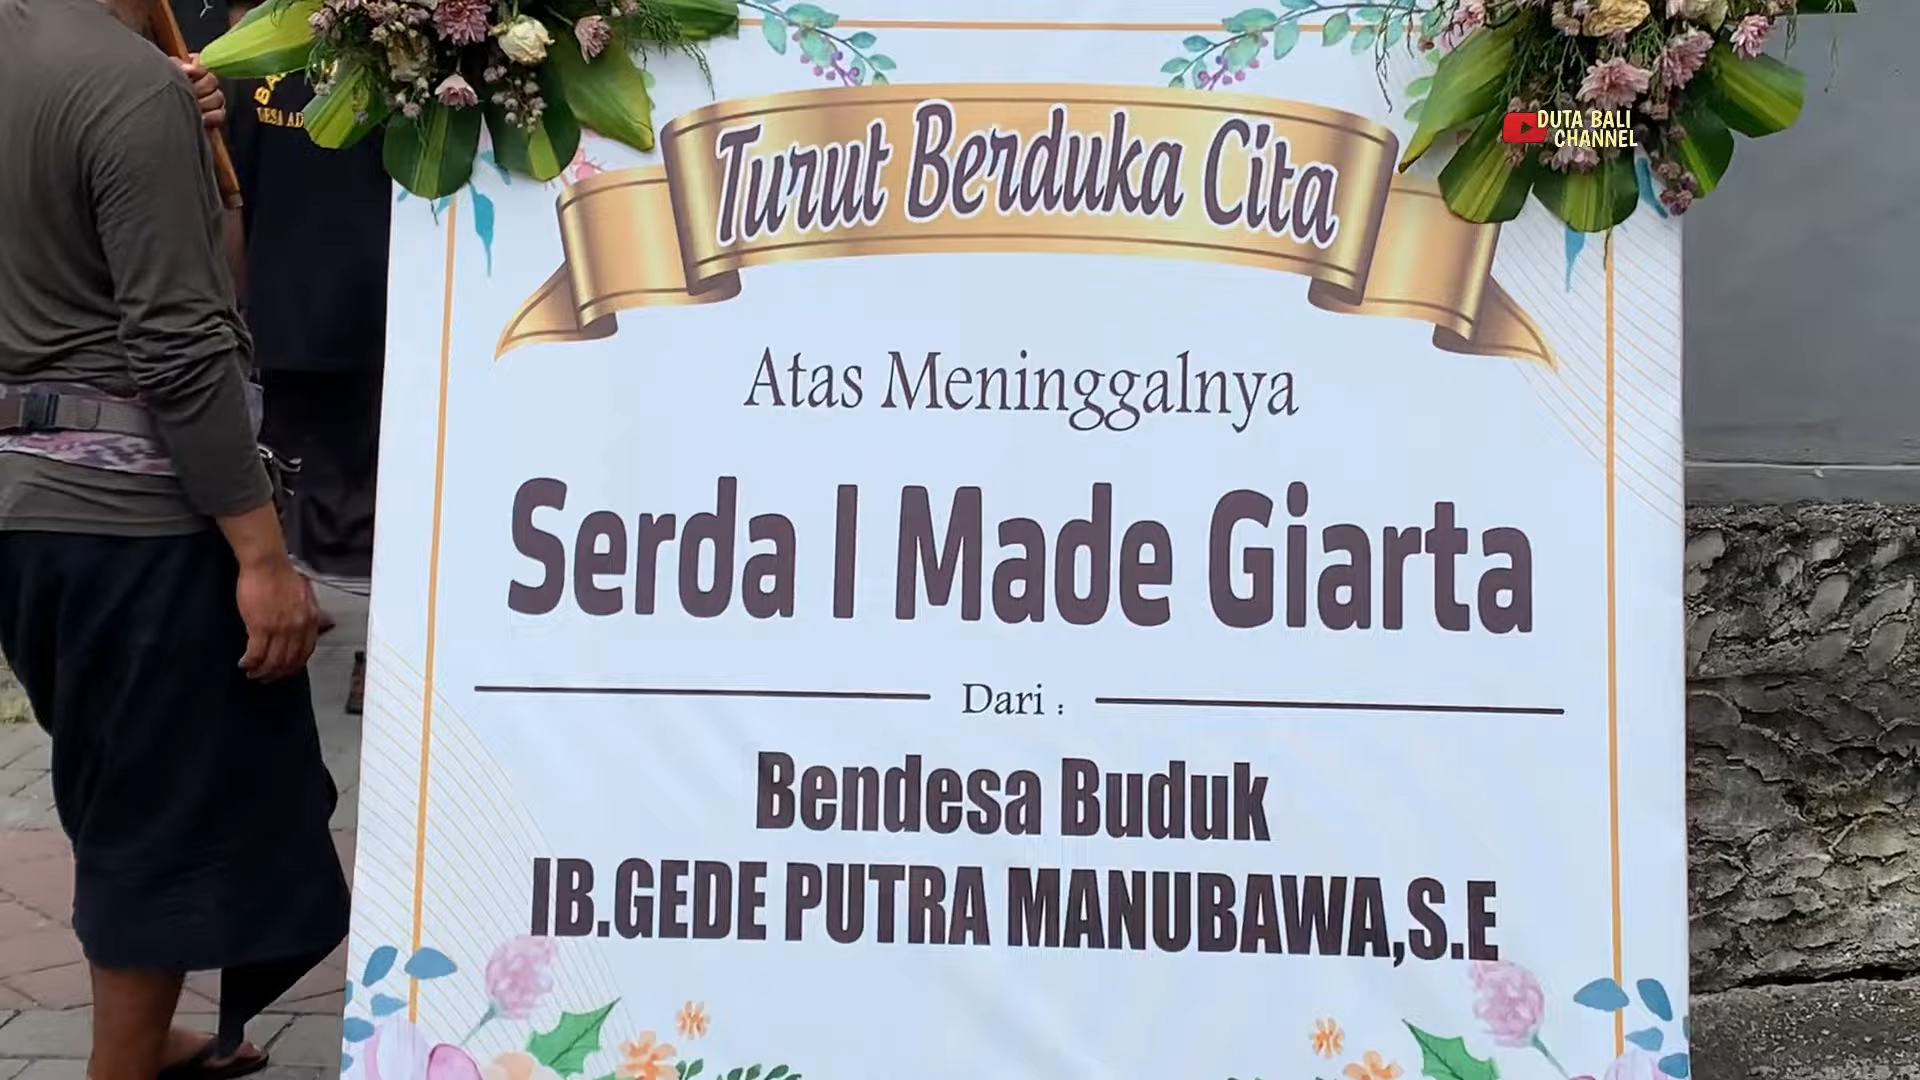 DUTA BALI
CHANNEL
Turut Berduka Cita
Atas Meninggalnya
Serda I Made Giarta
Dari :
Bendesa Buduk
IB.GEDE PUTRA MANUBAWA,S.E